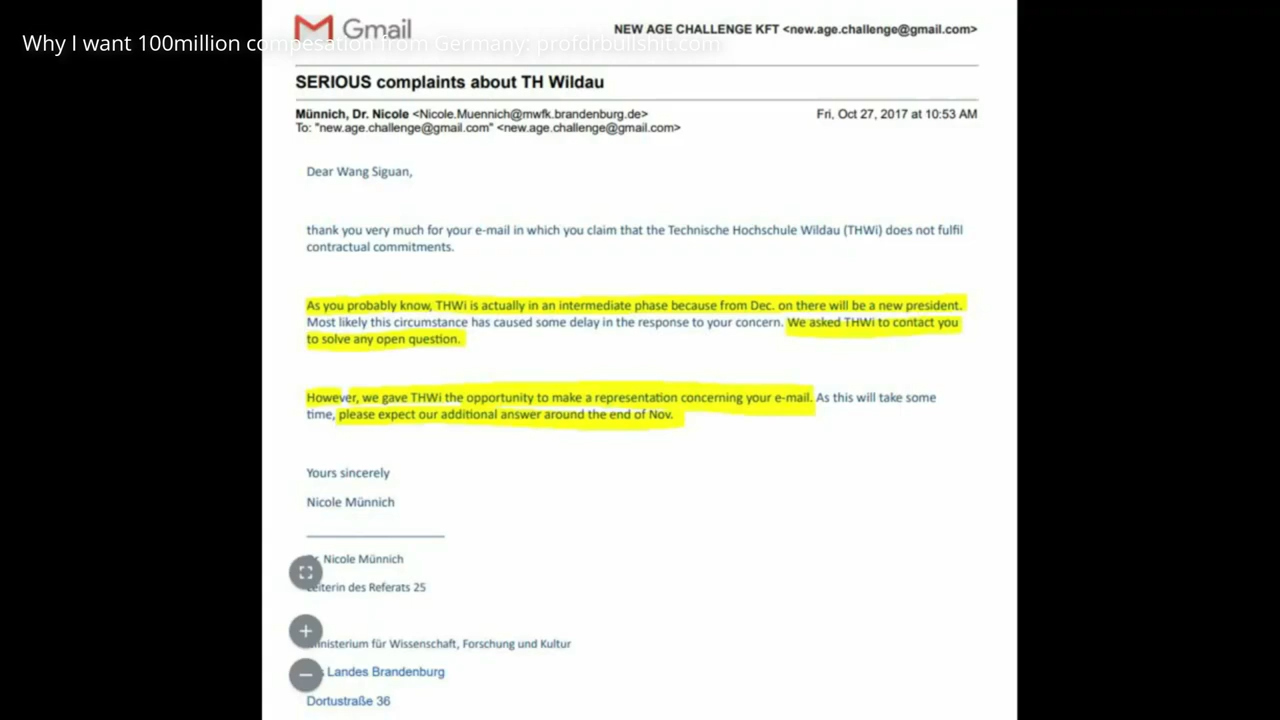 Why I want 100million compesation from Germany. profdrbullshit.com
Gmail
NEW AGE CHALLENGE KFT <new.age.challenge@gmail.com>
SERIOUS complaints about TH Wildau
Münnich, Dr. Nicole <Nicole.Muennich@mwfk.brandenburg.de>
Fri, Oct 27, 2017 at 10:53 AM
To: "new.age.challenge@gmail.com" <new.age.challenge@gmail.com>
Dear Wang Siguan,
thank you very much for your e-mail in which you claim that the Technische Hochschule Wildau (THWi) does not fulfil
contractual commitments.
As you probably know, THWi is actually in an intermediate phase because from Dec. on there will be a new president.
Most likely this circumstance has caused some delay in the response to your concern. We asked THWi to contact you
to solve any open question.
However, we gave THWi the opportunity to make a representation concerning your e-mail. As this will take some
time, please expect our additional answer around the end of Nov.
Yours sincerely
Nicole Münnich
Nicole Münnich
des Referats 25
für Wissenschaft, Forschung und Kultur
Landes Brandenburg
Dortustraße 36